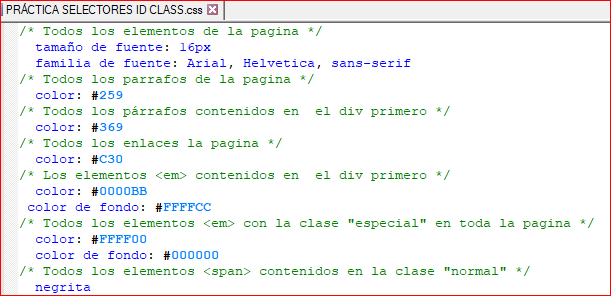 PRÁCTICA SELECTORES ID CLASS.css
/* Todos los elementos de la pagina */
tamaño de fuente: 16px
familia de fuente: Arial, Helvetica, sans-serif
/* Todos los parrafos de la pagina */
color: #259
/* Todos los párrafos contenidos en  el div primero */
color: #369
/* Todos los enlaces la pagina */
color: #C30
/* Los elementos <em> contenidos en  el div primero */
color: #0000BB
color de fondo: #FFFFCC
/* Todos los elementos <em> con la clase "especial" en toda la pagina */
color: #FFFF00
color de fondo: #000000
/* Todos los elementos <span> contenidos en la clase "normal" */
negrita